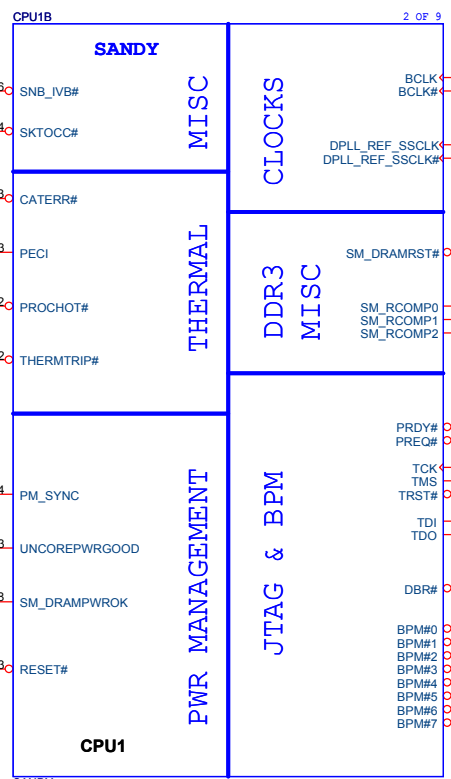 CPU1B
2 OF 9
SANDY
MISC
SNB_IVB#
SKTOCC#
THERMAL
CATERR#
PECI
PROCHOT#
THERMTRIP#
PWR MANAGEMENT
PM_SYNC
UNCOREPWRGOOD
SM_DRAMPWROK
RESET#
CPU1
CLOCKS
BCLK
BCLK#
DPLL_REF_SSCLK
DPLL_REF_SSCLK#
DDR3
MISC
SM_DRAMRST#
SM_RCOMP0
SM_RCOMP1
SM_RCOMP2
JTAG & BPM
PRDY#
PREQ#
TCK
TMS
TRST#
TDI
TDO
DBR#
BPM#0
BPM#1
BPM#2
BPM#3
BPM#4
BPM#5
BPM#6
BPM#7